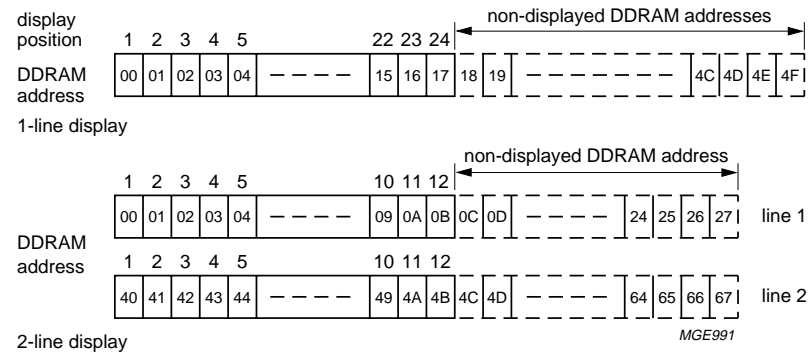 display position
non-displayed DDRAM addresses
1 2 3 4 5 22 23 24
DDRAM address
00 01 02 03 04 15 16 17 18 19 4C 4D 4E 4F
1-line display
non-displayed DDRAM address
1 2 3 4 5 10 11 12
00 01 02 03 04 09 0A 0B 0C 0D 24 25 26 27 line 1
DDRAM address
1 2 3 4 5 10 11 12
40 41 42 43 44 49 4A 4B 4C 4D 64 65 66 67 line 2
MGE991
2-line display